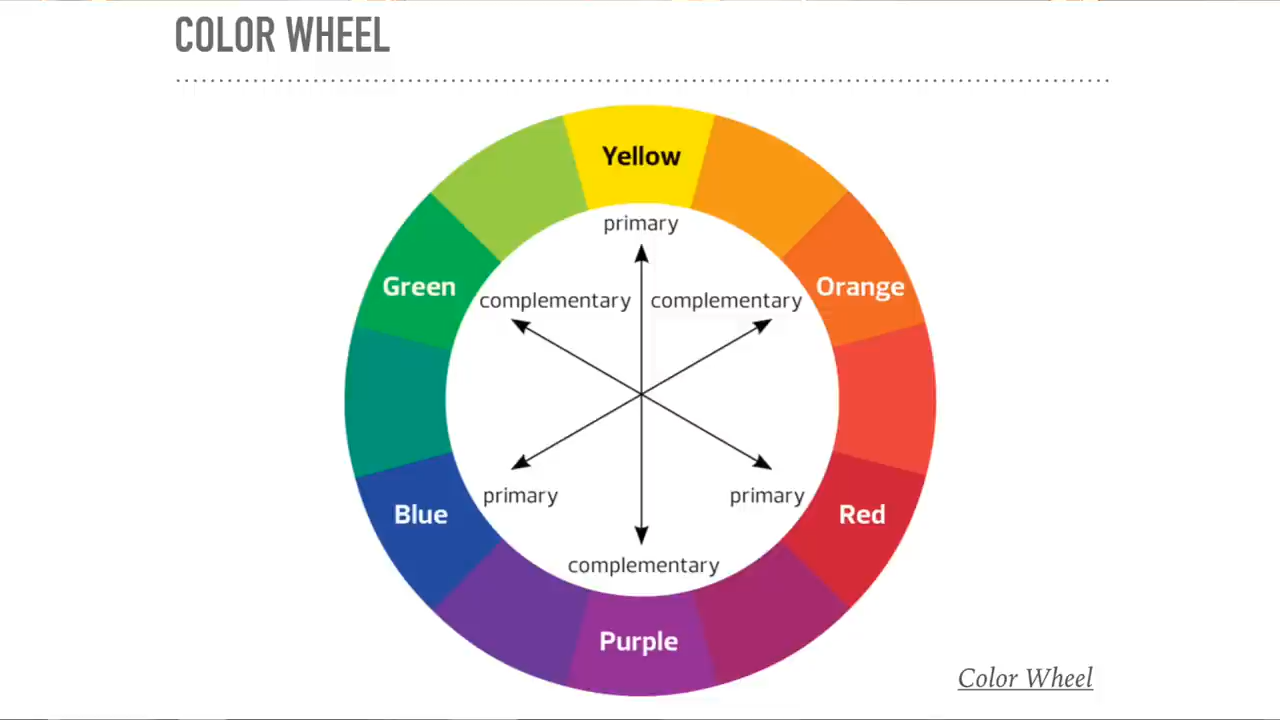 COLOR WHEEL
Yellow
primary
Green
complementary
complementary
Orange
primary
primary
Blue
Red
complementary
Purple
Color Wheel